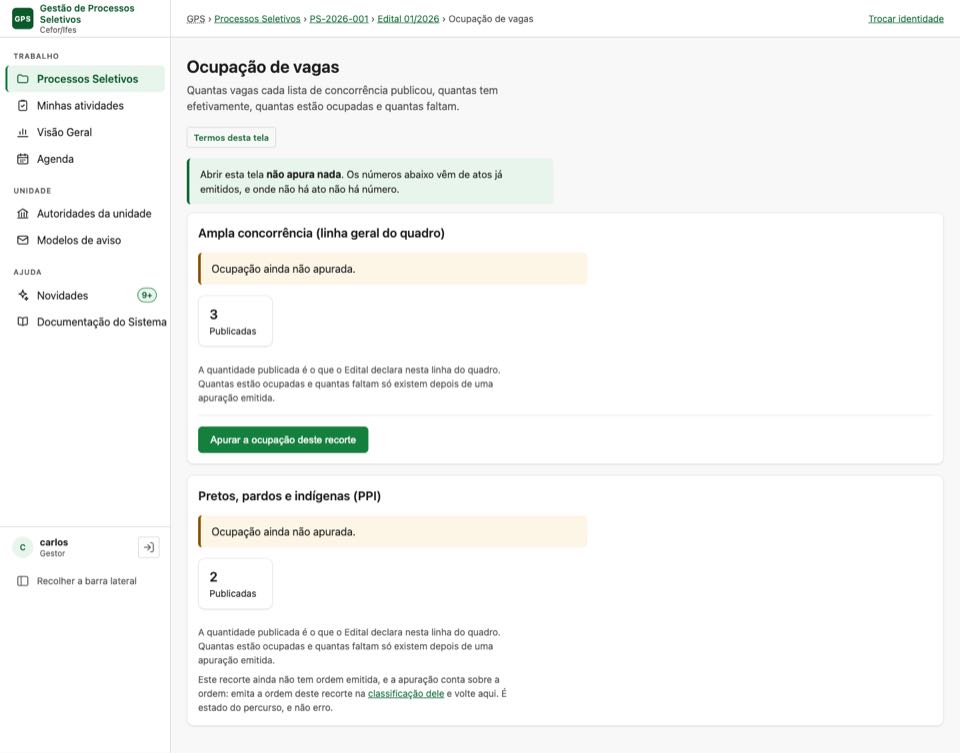 GPS
Gestão de Processos
Seletivos
Cefor/Ifes
GPS › Processos Seletivos › PS-2026-001 › Edital 01/2026 › Ocupação de vagas
Trocar identidade
TRABALHO
Processos Seletivos
Minhas atividades
Visão Geral
Agenda
UNIDADE
Autoridades da unidade
Modelos de aviso
AJUDA
Novidades
9+
Documentação do Sistema
C
carlos
Gestor
Recolher a barra lateral
Ocupação de vagas
Quantas vagas cada lista de concorrência publicou, quantas tem
efetivamente, quantas estão ocupadas e quantas faltam.
Termos desta tela
Abrir esta tela não apura nada. Os números abaixo vêm de atos já
emitidos, e onde não há ato não há número.
Ampla concorrência (linha geral do quadro)
Ocupação ainda não apurada.
3
Publicadas
A quantidade publicada é o que o Edital declara nesta linha do quadro.
Quantas estão ocupadas e quantas faltam só existem depois de uma
apuração emitida.
Apurar a ocupação deste recorte
Pretos, pardos e indígenas (PPI)
Ocupação ainda não apurada.
2
Publicadas
A quantidade publicada é o que o Edital declara nesta linha do quadro.
Quantas estão ocupadas e quantas faltam só existem depois de uma
apuração emitida.
Este recorte ainda não tem ordem emitida, e a apuração conta sobre a
ordem: emita a ordem deste recorte na classificação dele e volte aqui. É
estado do percurso, e não erro.